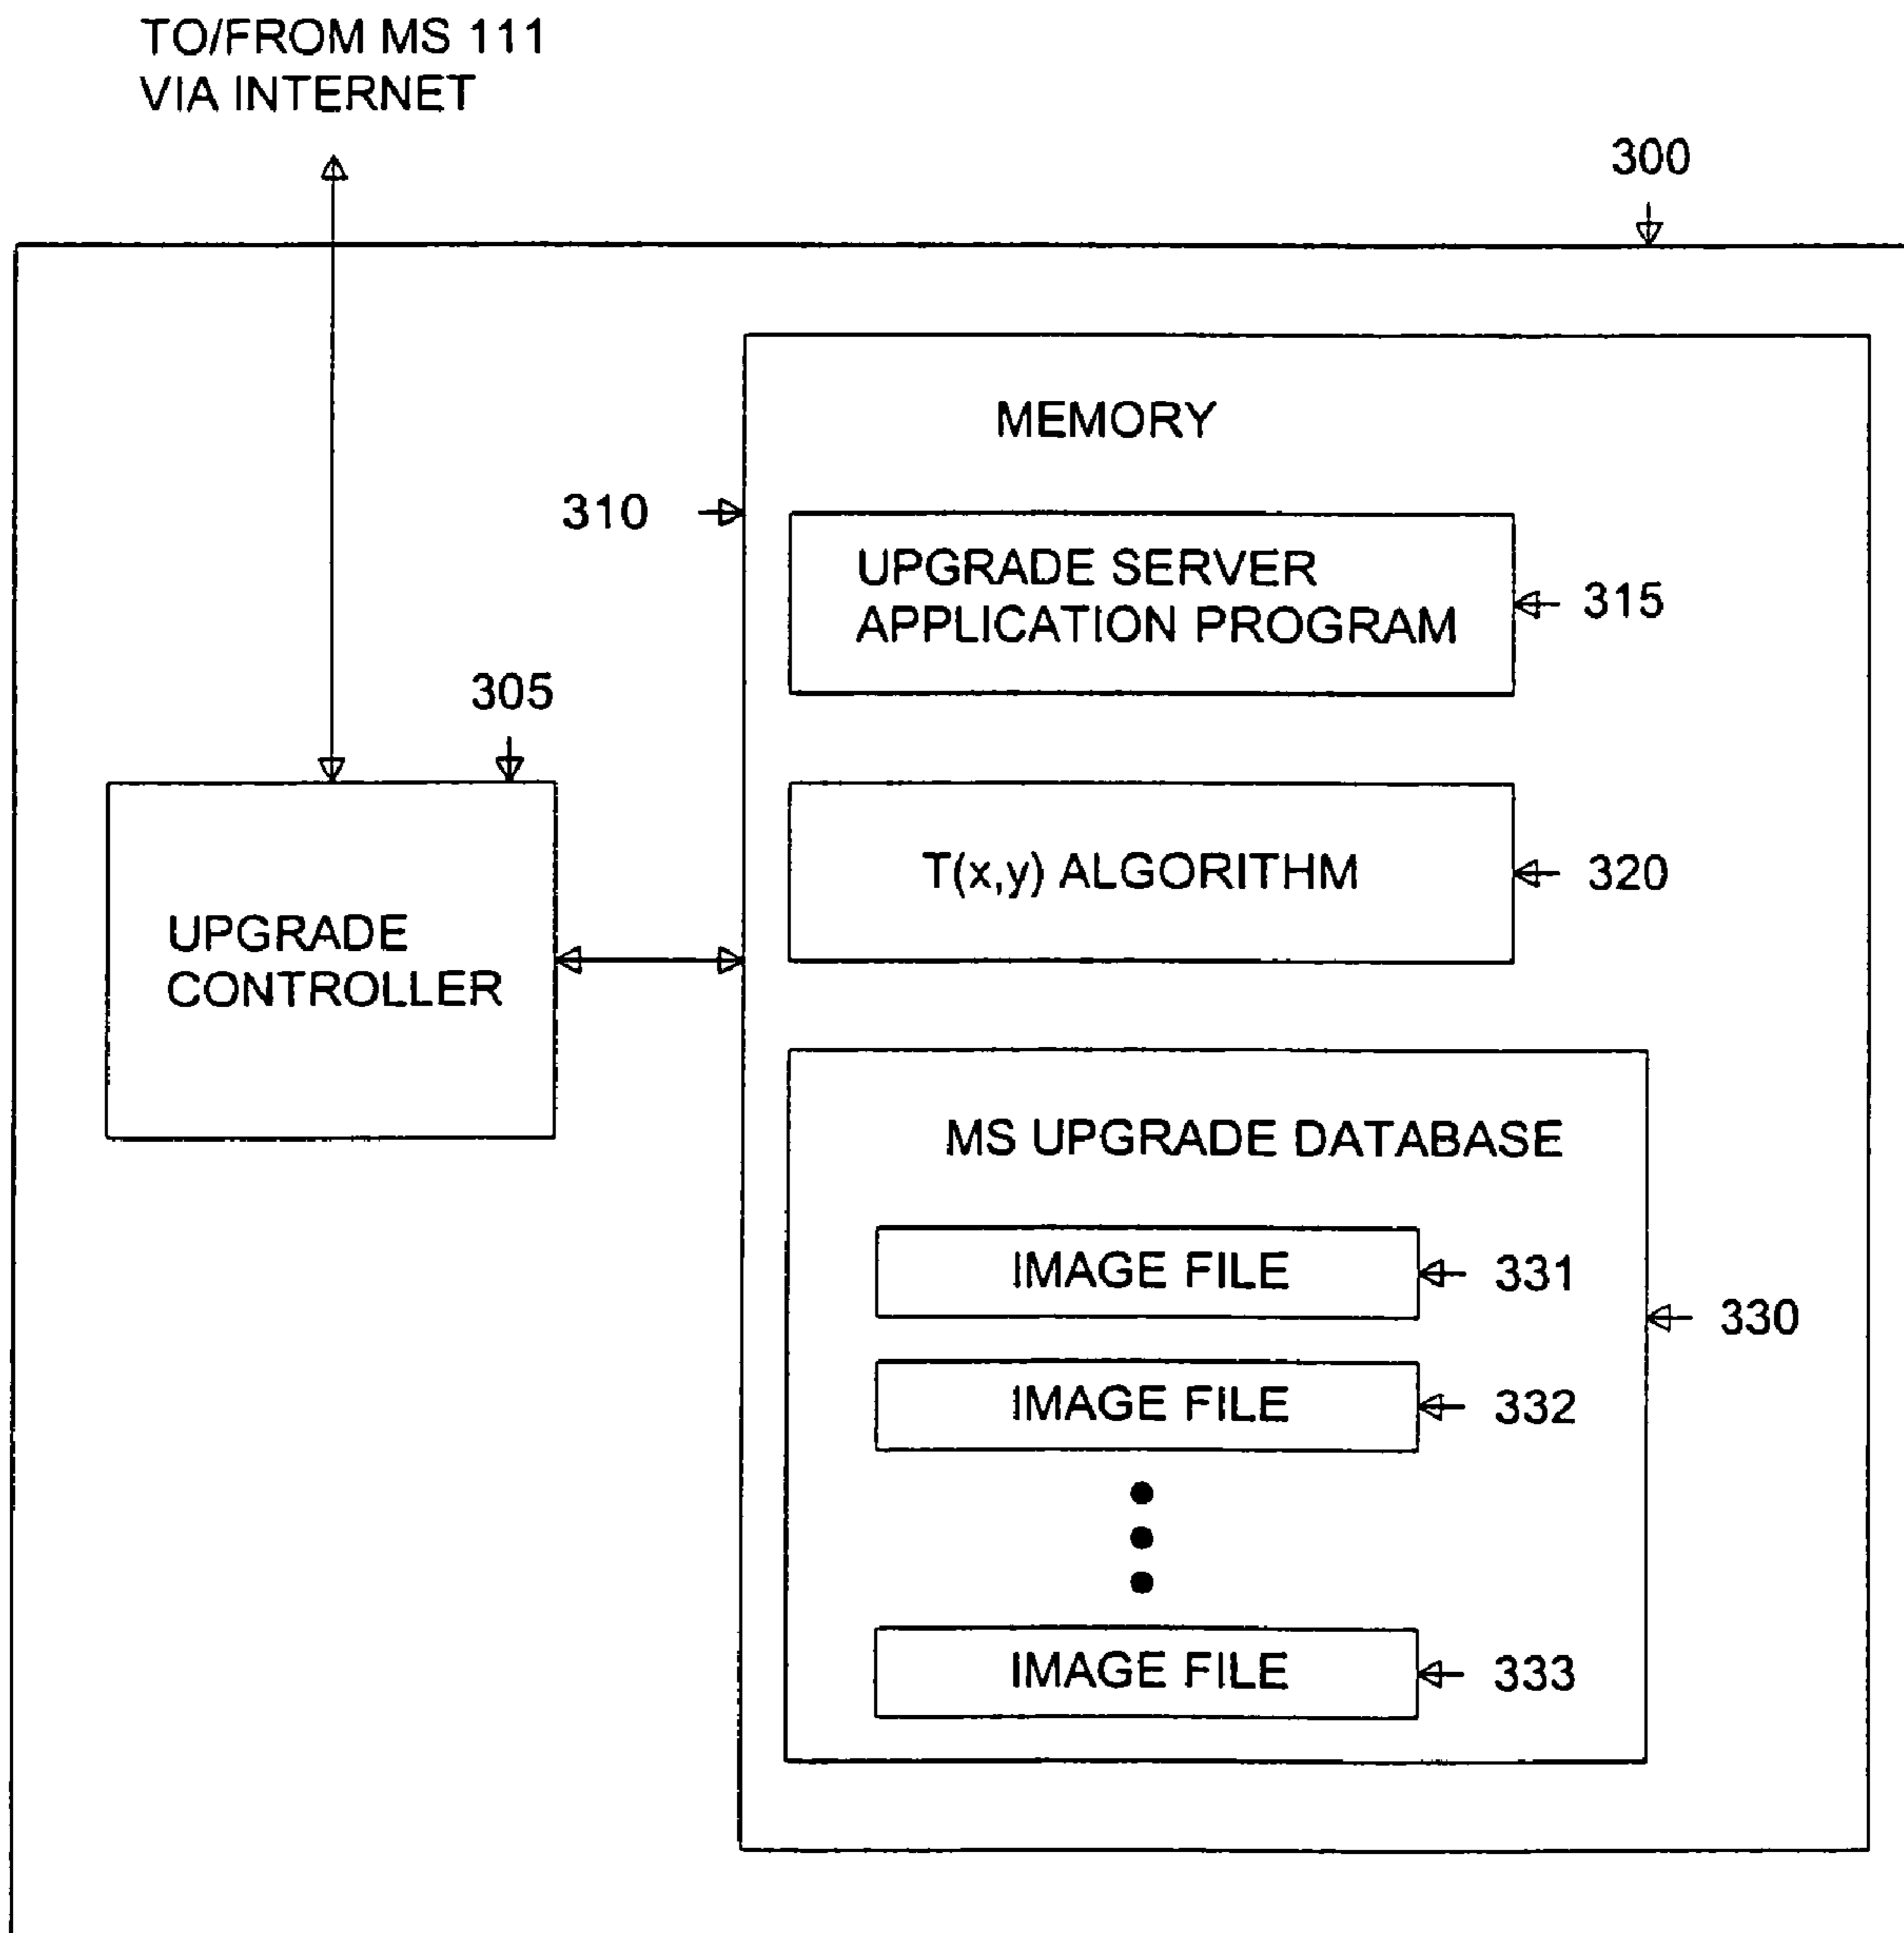 TO/FROM MS 111
VIA INTERNET
300
MEMORY
310
UPGRADE SERVER
APPLICATION PROGRAM
315
305
T(x,y) ALGORITHM
320
UPGRADE
CONTROLLER
MS UPGRADE DATABASE
IMAGE FILE
331
330
IMAGE FILE
332
IMAGE FILE
333